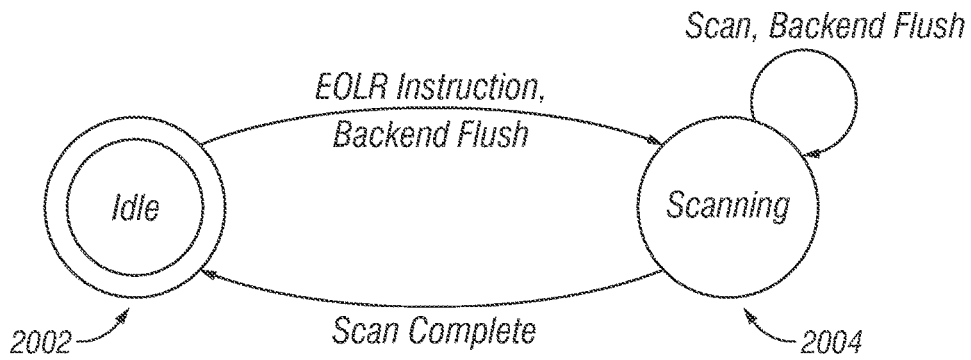 Scan, Backend Flush
EOLR Instruction,
Backend Flush
Idle
Scanning
Scan Complete
2002
2004